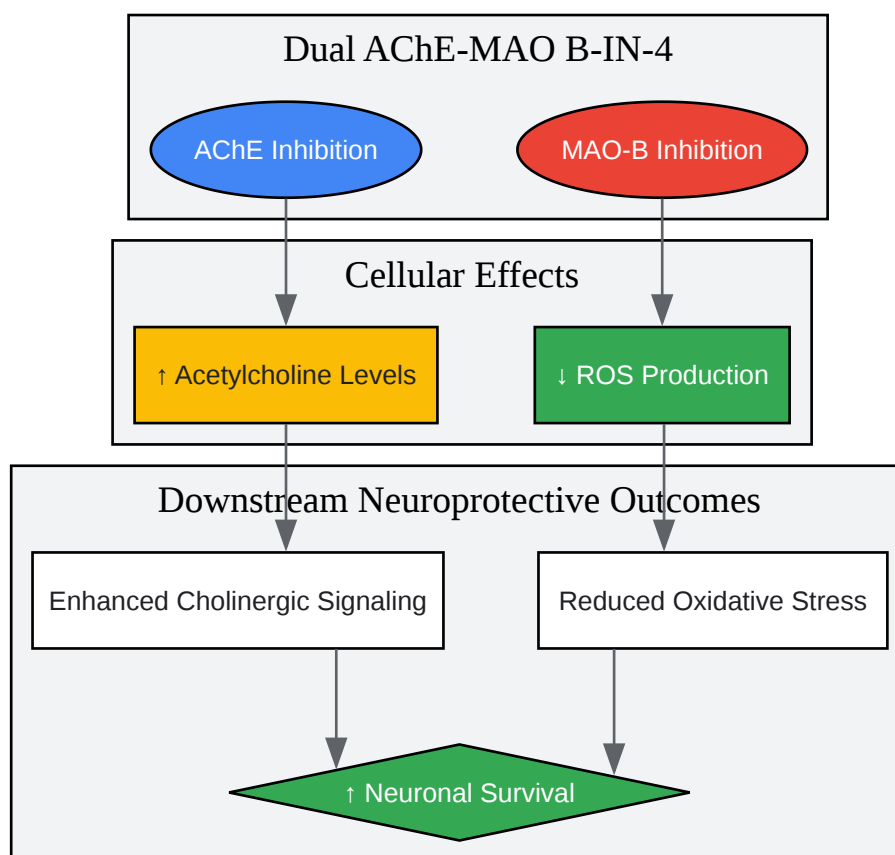 Dual AChE-MAO B-IN-4
AChE Inhibition
MAO-B Inhibition
Cellular Effects
↑ Acetylcholine Levels
↓ ROS Production
Downstream Neuroprotective Outcomes
Enhanced Cholinergic Signaling
Reduced Oxidative Stress
↑ Neuronal Survival